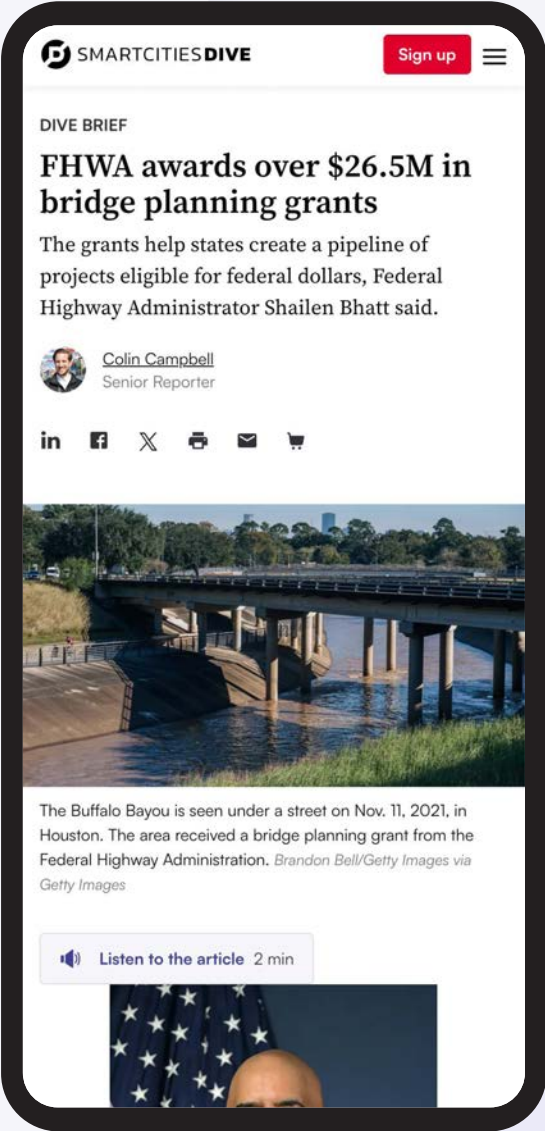 SMARTCITIESDIVE
Sign up
DIVE BRIEF
FHWA awards over $26.5M in
bridge planning grants
The grants help states create a pipeline of
projects eligible for federal dollars, Federal
Highway Administrator Shailen Bhatt said.
Colin Campbell
Senior Reporter
The Buffalo Bayou is seen under a street on Nov. 11, 2021, in
Houston. The area received a bridge planning grant from the
Federal Highway Administration. Brandon Bell/Getty Images via
Getty Images
Listen to the article 2 min